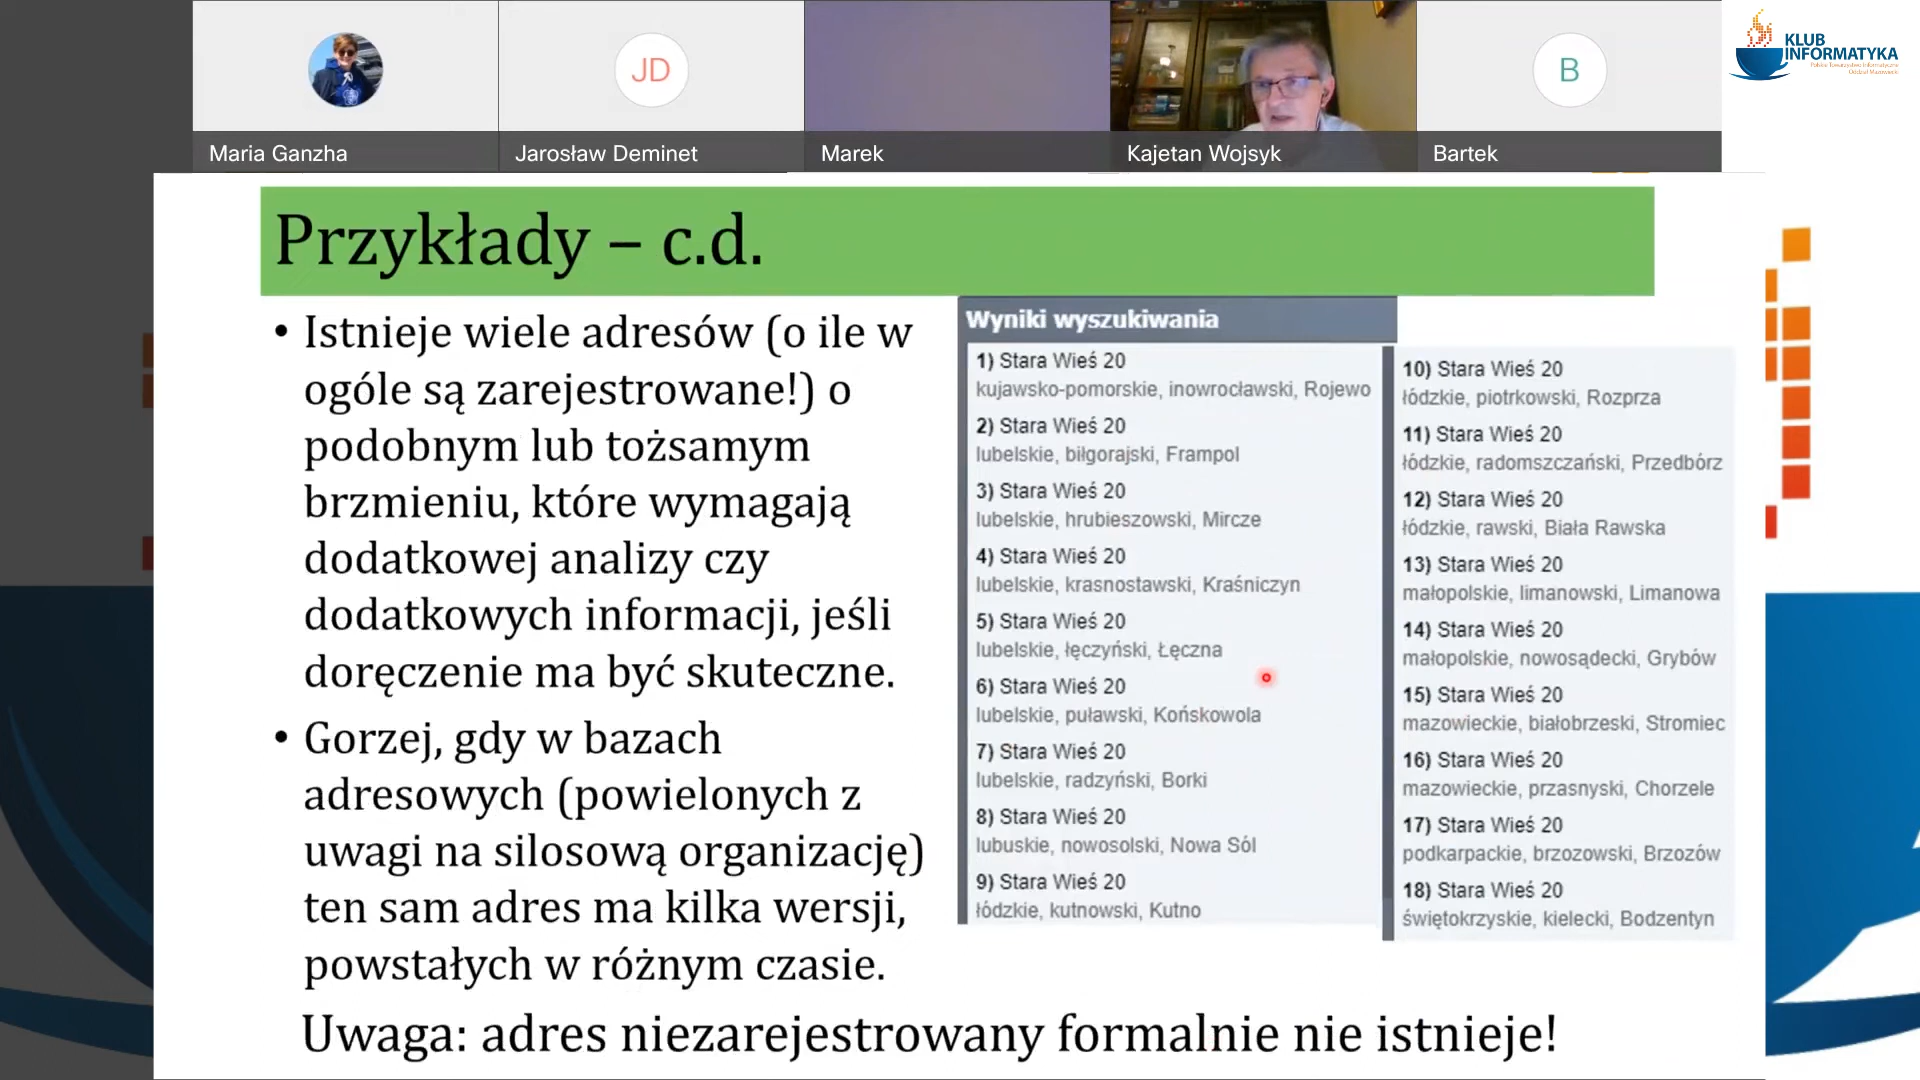 Maria Ganzha
JD
Jarosław Deminet
Marek
Kajetan Wojsyk
B
Bartek
KLUB
INFORMATYKA
Polskie Towarzystwo Informatyczne
Oddział Mazowiecki
Przykłady – c.d.
• Istnieje wiele adresów (o ile w
ogóle są zarejestrowane!) o
podobnym lub tożsamym
brzmieniu, które wymagają
dodatkowej analizy czy
dodatkowych informacji, jeśli
doręczenie ma być skuteczne.
• Gorzej, gdy w bazach
adresowych (powielonych z
uwagi na silosową organizację)
ten sam adres ma kilka wersji,
powstałych w różnym czasie.
Wyniki wyszukiwania
1) Stara Wieś 20
kujawsko-pomorskie, inowrocławski, Rojewo
2) Stara Wieś 20
lubelskie, biłgorajski, Frampol
3) Stara Wieś 20
lubelskie, hrubieszowski, Mircze
4) Stara Wieś 20
lubelskie, krasnostawski, Kraśniczyn
5) Stara Wieś 20
lubelskie, łęczyński, Łęczna
6) Stara Wieś 20
lubelskie, puławski, Końskowola
7) Stara Wieś 20
lubelskie, radzyński, Borki
8) Stara Wieś 20
lubuskie, nowosolski, Nowa Sól
9) Stara Wieś 20
łódzkie, kutnowski, Kutno
10) Stara Wieś 20
łódzkie, piotrkowski, Rozprza
11) Stara Wieś 20
łódzkie, radomszczański, Przedbórz
12) Stara Wieś 20
łódzkie, rawski, Biała Rawska
13) Stara Wieś 20
małopolskie, limanowski, Limanowa
14) Stara Wieś 20
małopolskie, nowosądecki, Grybów
15) Stara Wieś 20
mazowieckie, białobrzeski, Stromiec
16) Stara Wieś 20
mazowieckie, przasnyski, Chorzele
17) Stara Wieś 20
podkarpackie, brzozowski, Brzozów
18) Stara Wieś 20
świętokrzyskie, kielecki, Bodzentyn
Uwaga: adres niezarejestrowany formalnie nie istnieje!